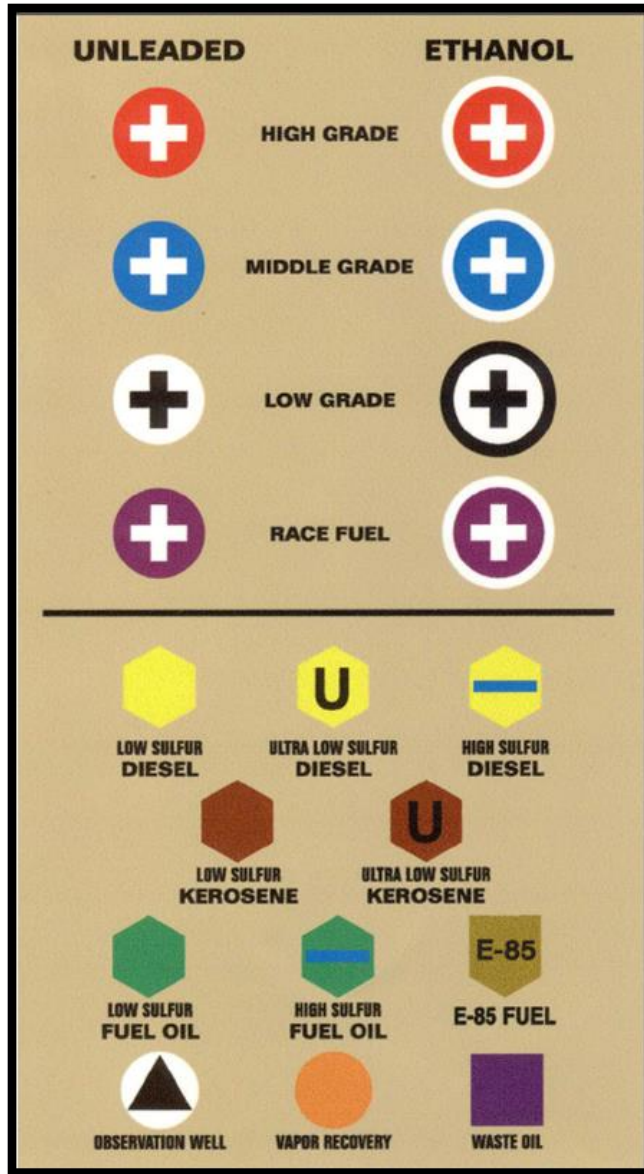 UNLEADED ETHANOL
HIGH GRADE
MIDDLE GRADE
LOW GRADE
RACE FUEL
U
LOW SULFUR
DIESEL
ULTRA LOW SULFUR
DIESEL
HIGH SULFUR
DIESEL
U
LOW SULFUR
KEROSENE
ULTRA LOW SULFUR
KEROSENE
E-85
LOW SULFUR
FUEL OIL
HIGH SULFUR
FUEL OIL
E-85 FUEL
OBSERVATION WELL
VAPOR RECOVERY
WASTE OIL